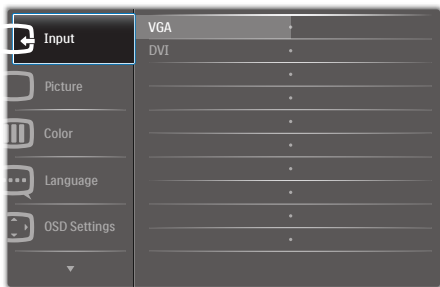 Input
VGA
DVI
Picture
Color
Language
OSD Settings